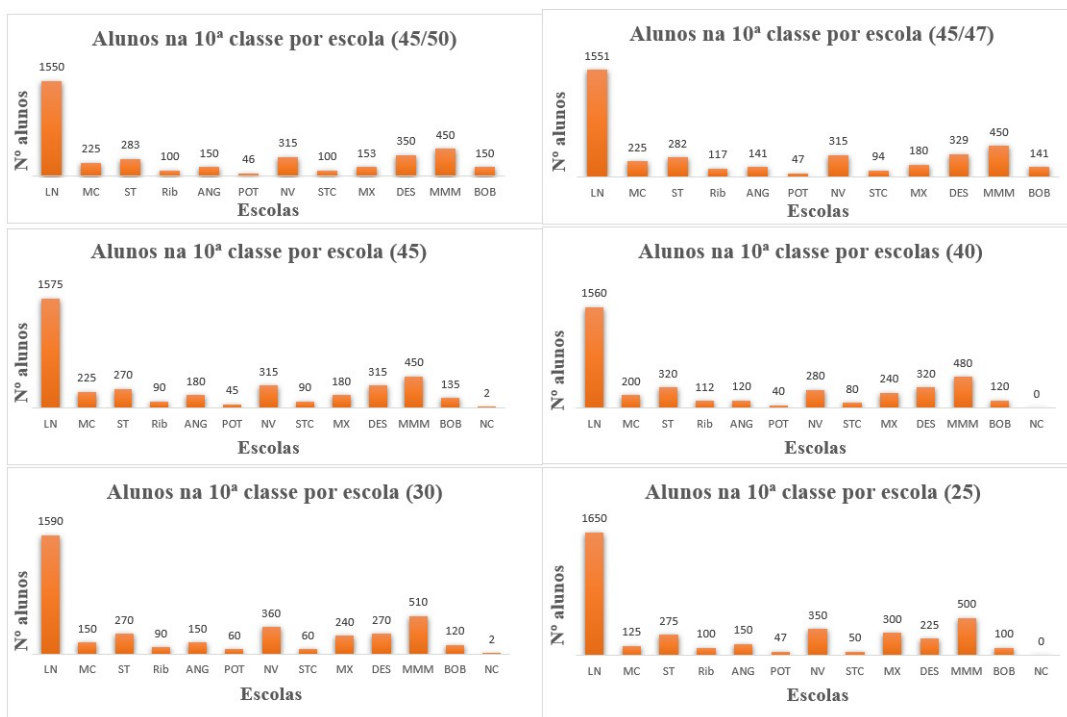 Alunos na 10ª classe por escola (45/50)
1550 225 283 100 150 46 315 100 153 350 450 150
Nº alunos
LN MC ST Rib ANG POT NV STC MX DES MMM BOB
Escolas
Alunos na 10ª classe por escola (45/47)
1551 225 282 117 141 47 315 94 180 329 450 141
Nº alunos
LN MC ST Rib ANG POT NV STC MX DES MMM BOB
Escolas
Alunos na 10ª classe por escola (45)
1575 225 270 90 180 45 315 90 180 315 450 135 2
Nº alunos
LN MC ST Rib ANG POT NV STC MX DES MMM BOB NC
Escolas
Alunos na 10ª classe por escolas (40)
1560 200 320 112 120 40 280 80 240 320 480 120 0
Nº alunos
LN MC ST Rib ANG POT NV STC MX DES MMM BOB NC
Escolas
Alunos na 10ª classe por escola (30)
1590 150 270 90 150 60 360 60 240 270 510 120 2
Nº alunos
LN MC ST Rib ANG POT NV STC MX DES MMM BOB NC
Escolas
Alunos na 10ª classe por escola (25)
1650 125 275 100 150 47 350 50 300 225 500 100 0
Nº alunos
LN MC ST Rib ANG POT NV STC MX DES MMM BOB NC
Escolas